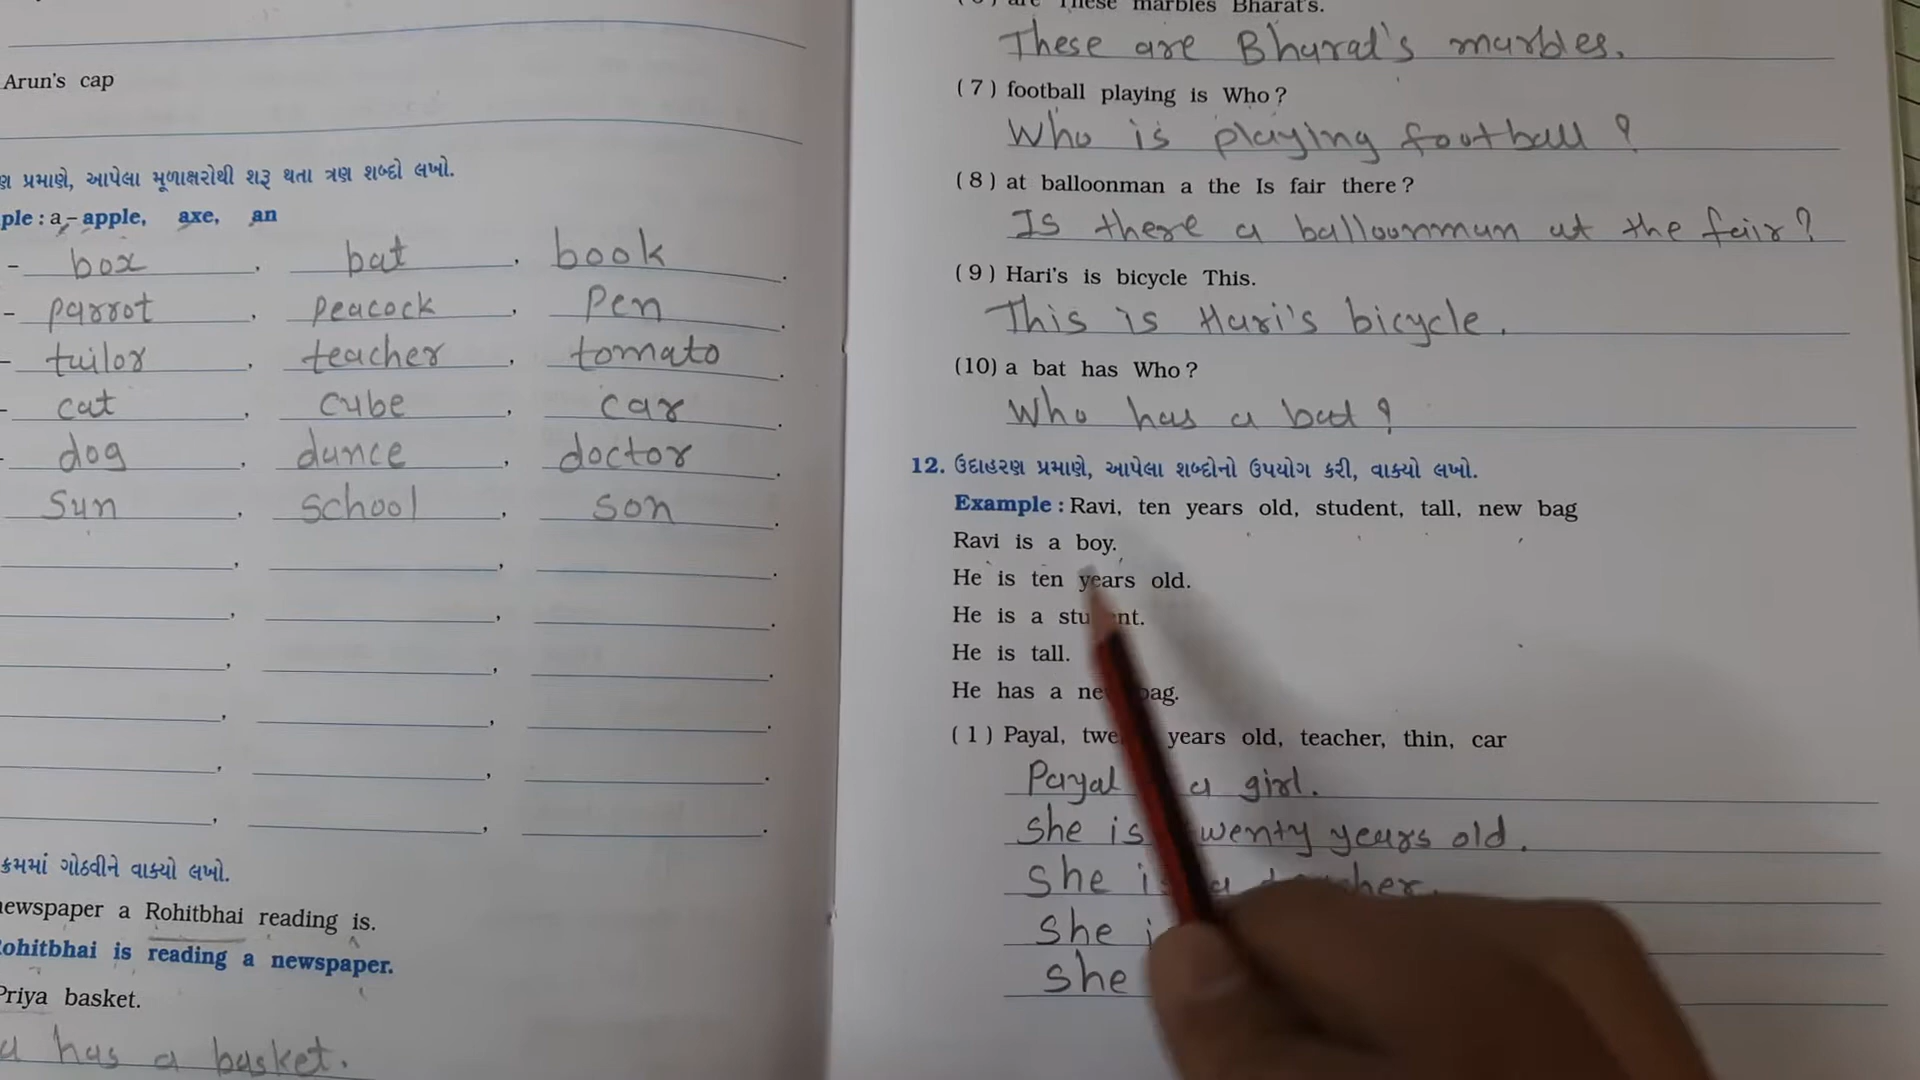 Arun's cap
પ્રમાણે, આપેલા મૂળાક્ષરોથી શરૂ થતા ત્રણ શબ્દો લખો.
ple : a – apple, axe, an
- box, bat, book.
- parrot, peacock, pen.
- tailor, teacher, tomato.
- cat, cube, car.
- dog, dance, doctor.
sun, school, son.
ક્રમમાં ગોઠવીને વાક્યો લખો.
newspaper a Rohitbhai reading is.
ohitbhai is reading a newspaper.
Priya basket.
a has a basket.
are These marbles Bharat's.
These are Bharat's marbles.
(7) football playing is Who?
Who is playing football?
(8) at balloonman a the Is fair there?
Is there a balloonman at the fair?
(9) Hari's is bicycle This.
This is Hari's bicycle.
(10) a bat has Who?
Who has a bat?
12. ઉદાહરણ પ્રમાણે, આપેલા શબ્દોનો ઉપયોગ કરી, વાક્યો લખો.
Example : Ravi, ten years old, student, tall, new bag
Ravi is a boy.
He is ten years old.
He is a stu nt.
He is tall.
He has a ne bag.
(1) Payal, twe years old, teacher, thin, car
Payal a girl.
she is wenty years old.
she is a her.
she i
she